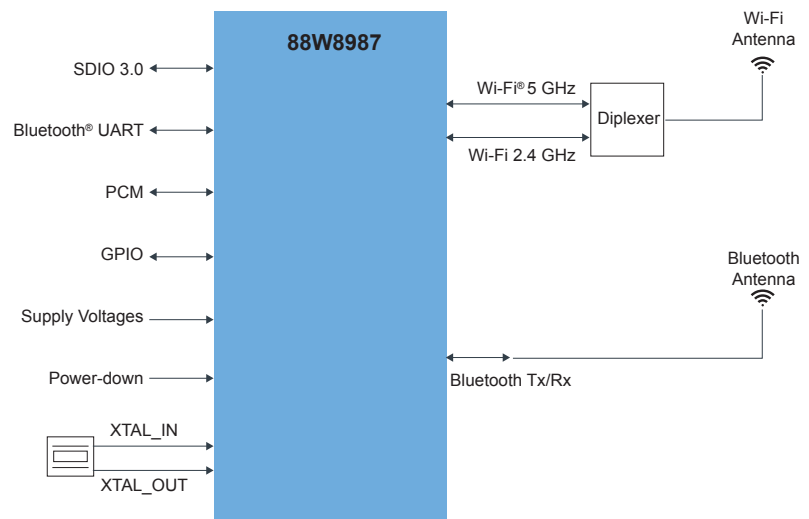 88W8987
SDIO 3.0
Bluetooth® UART
PCM
GPIO
Supply Voltages
Power-down
XTAL_IN
XTAL_OUT
Wi-Fi® 5 GHz
Wi-Fi 2.4 GHz
Diplexer
Wi-Fi
Antenna
Bluetooth
Antenna
Bluetooth Tx/Rx